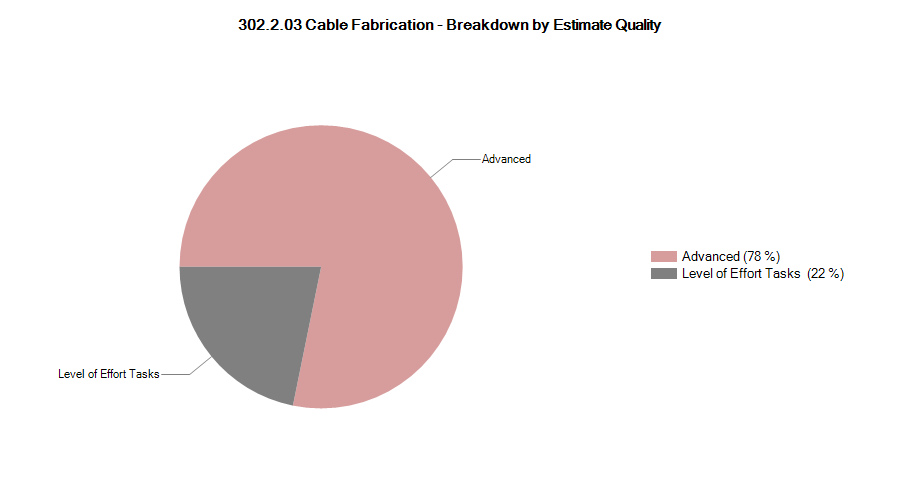 302.2.03 Cable Fabrication - Breakdown by Estimate Quality
Advanced
Advanced (78 %)
Level of Effort Tasks (22 %)
Level of Effort Tasks